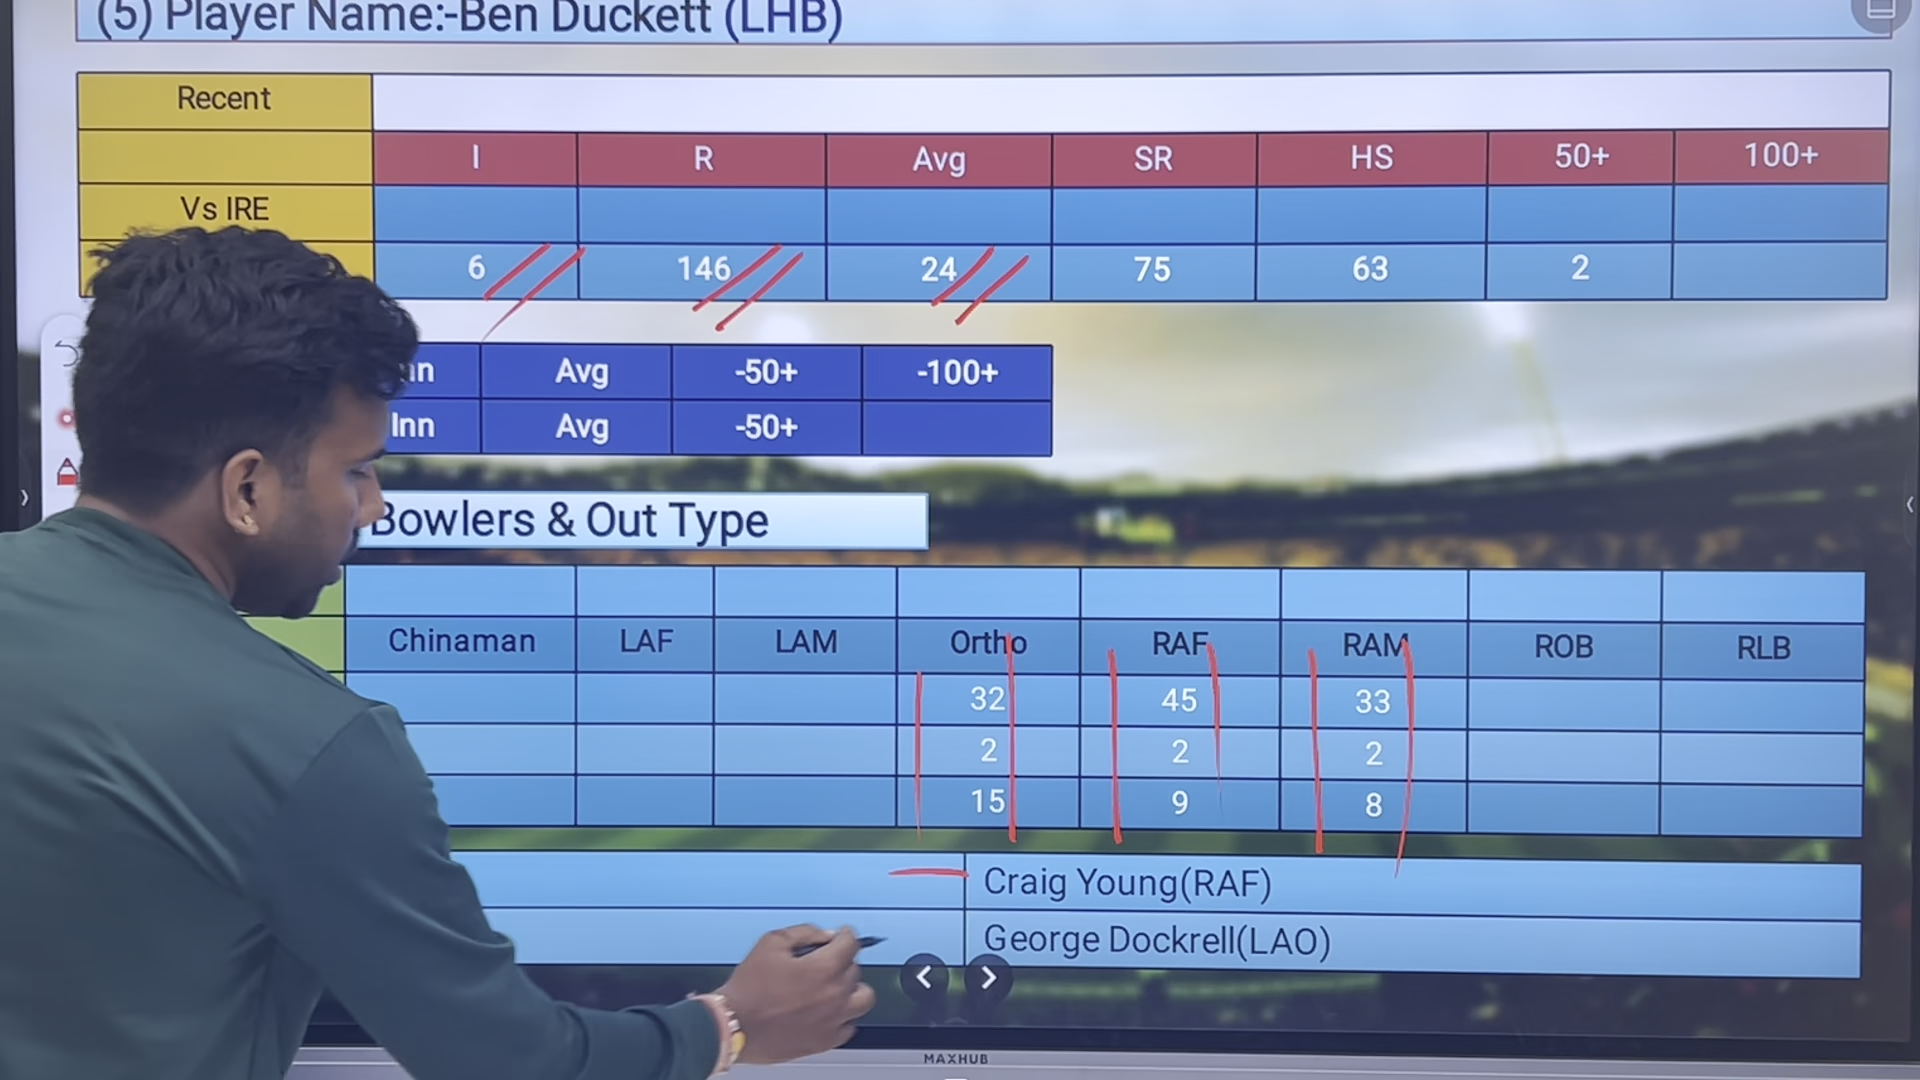 (5) Player Name:-Ben Duckett (LHB)
Recent
I R Avg SR HS 50+ 100+
Vs IRE
6 146 24 75 63 2
Avg -50+ -100+
Inn Avg -50+
Bowlers & Out Type
Chinaman LAF LAM Ortho RAF RAM ROB RLB
32 45 33
2 2 2
15 9 8
Craig Young(RAF)
George Dockrell(LAO)
MAXHUB